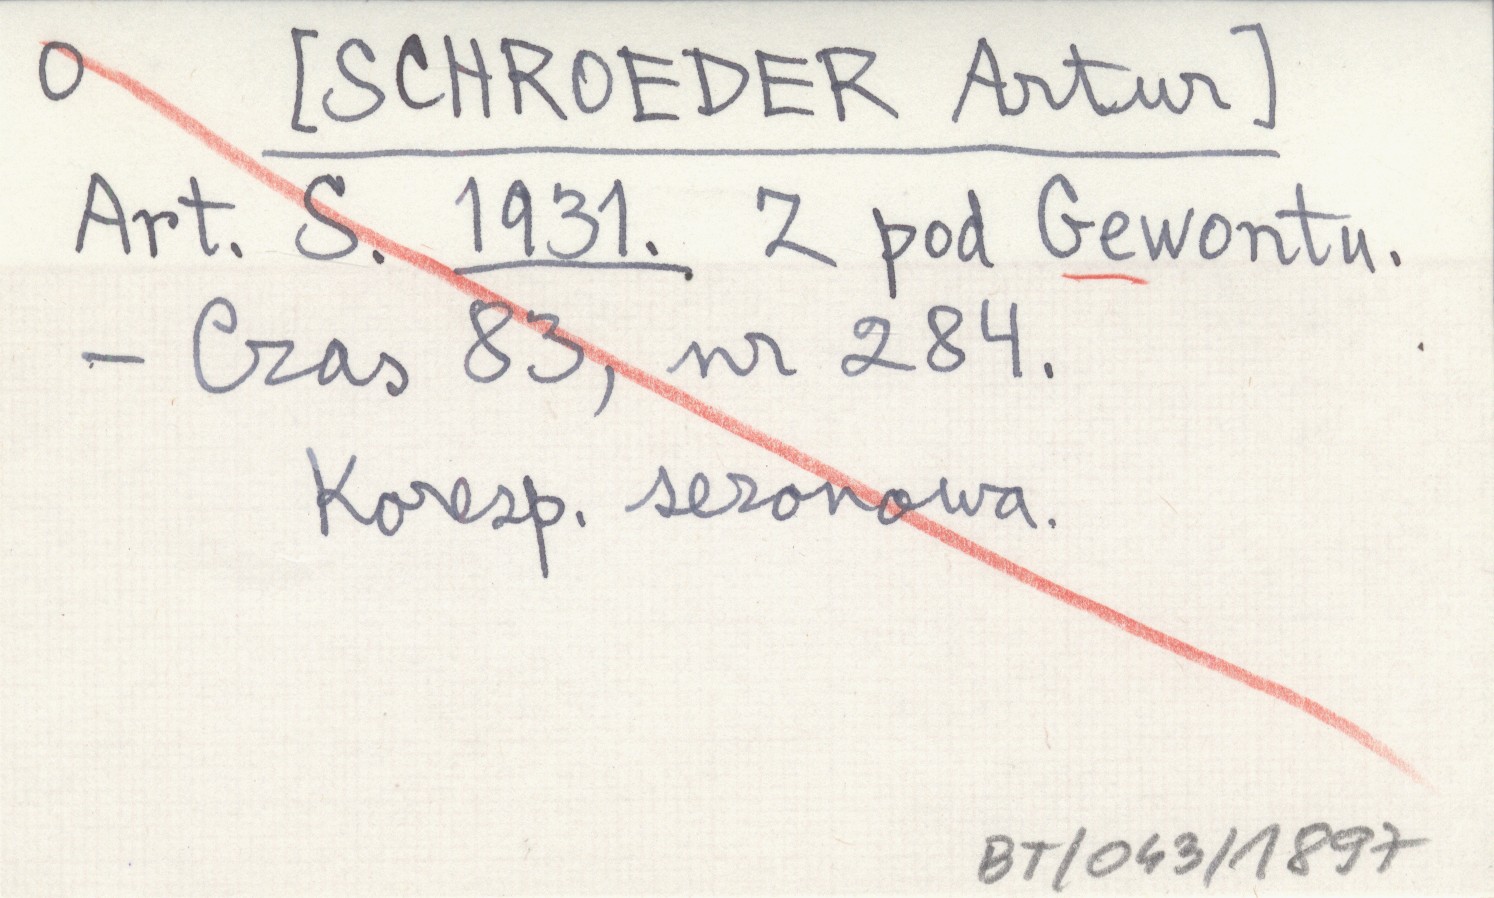 O [SCHROEDER Artur]
Art. S. 1931. Z pod Gewontu.
- Czas 83, nr 284.
Koresp. sezonowa.
BT/043/1897